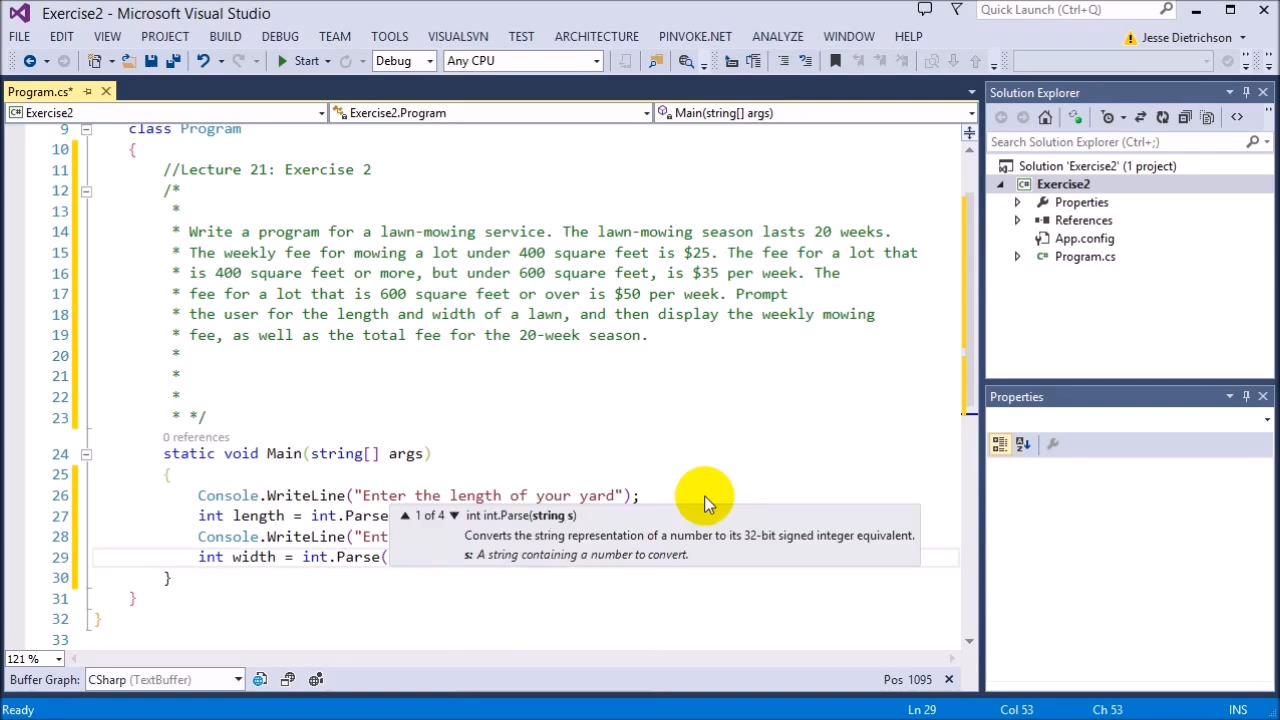 Exercise2 - Microsoft Visual Studio
Quick Launch (Ctrl+Q)
FILE EDIT VIEW PROJECT BUILD DEBUG TEAM TOOLS VISUALSVN TEST ARCHITECTURE PINVOKE.NET ANALYZE WINDOW HELP
Jesse Dietrichson
Start Debug Any CPU
Program.cs*
Exercise2 Exercise2.Program Main(string[] args)
9 class Program
10 {
11 //Lecture 21: Exercise 2
12 /*
13 *
14 * Write a program for a lawn-mowing service. The lawn-mowing season lasts 20 weeks.
15 * The weekly fee for mowing a lot under 400 square feet is $25. The fee for a lot that
16 * is 400 square feet or more, but under 600 square feet, is $35 per week. The
17 * fee for a lot that is 600 square feet or over is $50 per week. Prompt
18 * the user for the length and width of a lawn, and then display the weekly mowing
19 * fee, as well as the total fee for the 20-week season.
20 *
21 *
22 *
23 * */
0 references
24 static void Main(string[] args)
25 {
26 Console.WriteLine("Enter the length of your yard");
27 int length = int.Parse
28 Console.WriteLine("Ent
29 int width = int.Parse(
30 }
31 }
32 }
33
1 of 4 int int.Parse(string s)
Converts the string representation of a number to its 32-bit signed integer equivalent.
s: A string containing a number to convert.
121 %
Buffer Graph: CSharp (TextBuffer) Pos 1095
Ready Ln 29 Col 53 Ch 53 INS
Solution Explorer
Search Solution Explorer (Ctrl+;)
Solution 'Exercise2' (1 project)
Exercise2
Properties
References
App.config
Program.cs
Properties